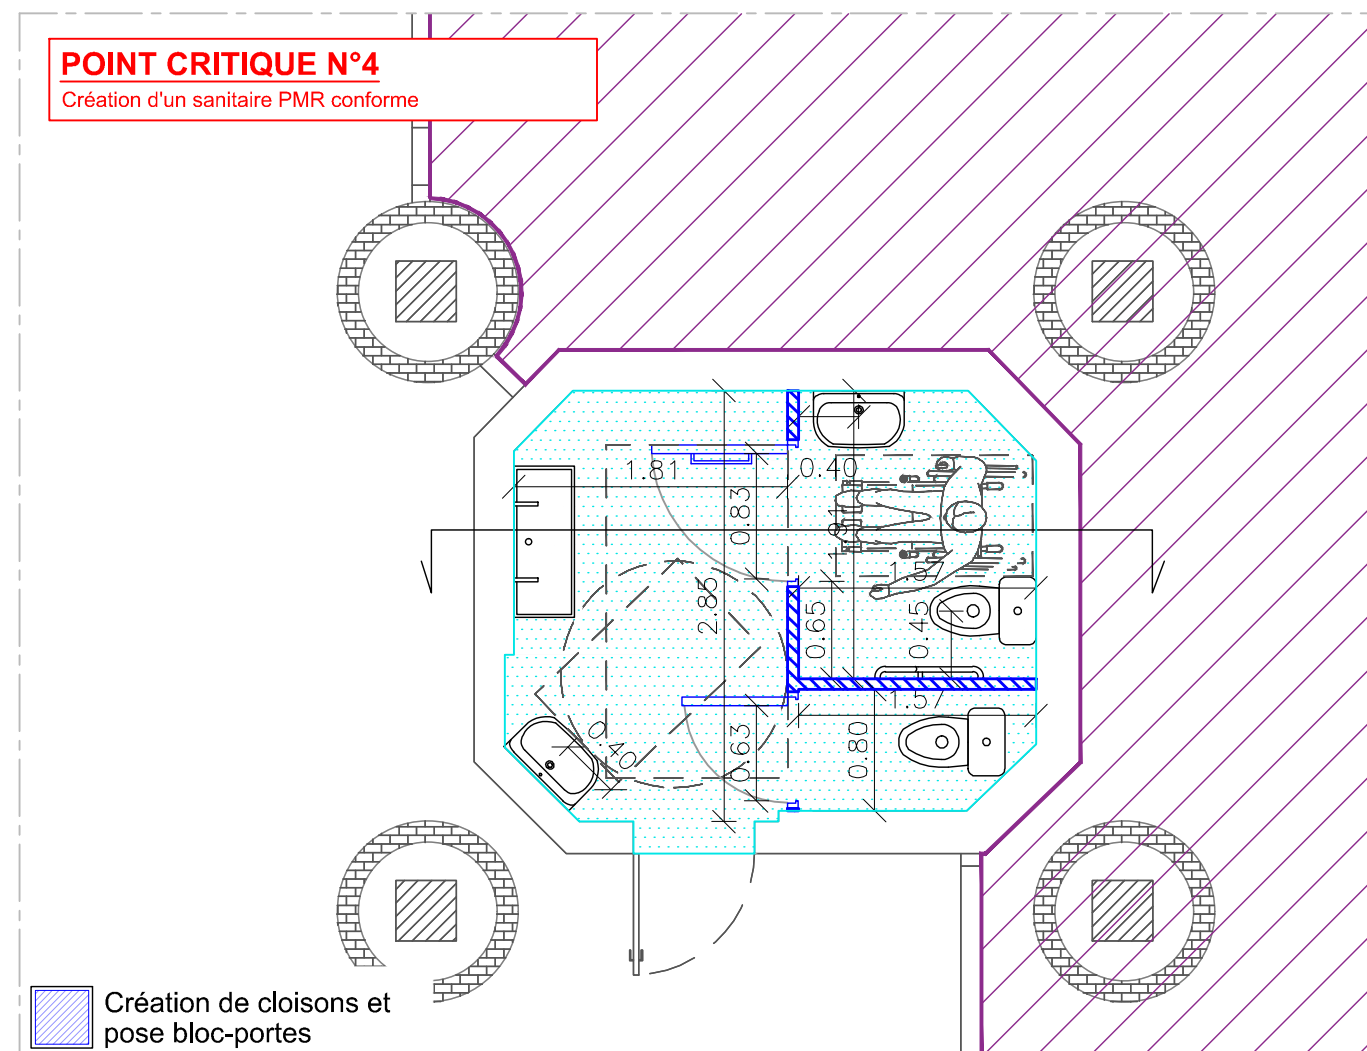 POINT CRITIQUE N°4
Création d'un sanitaire PMR conforme
1.81
0.40
0.83
1.57
2.85
0.65
0.45
1.57
0.40
0.63
0.80
Création de cloisons et
pose bloc-portes